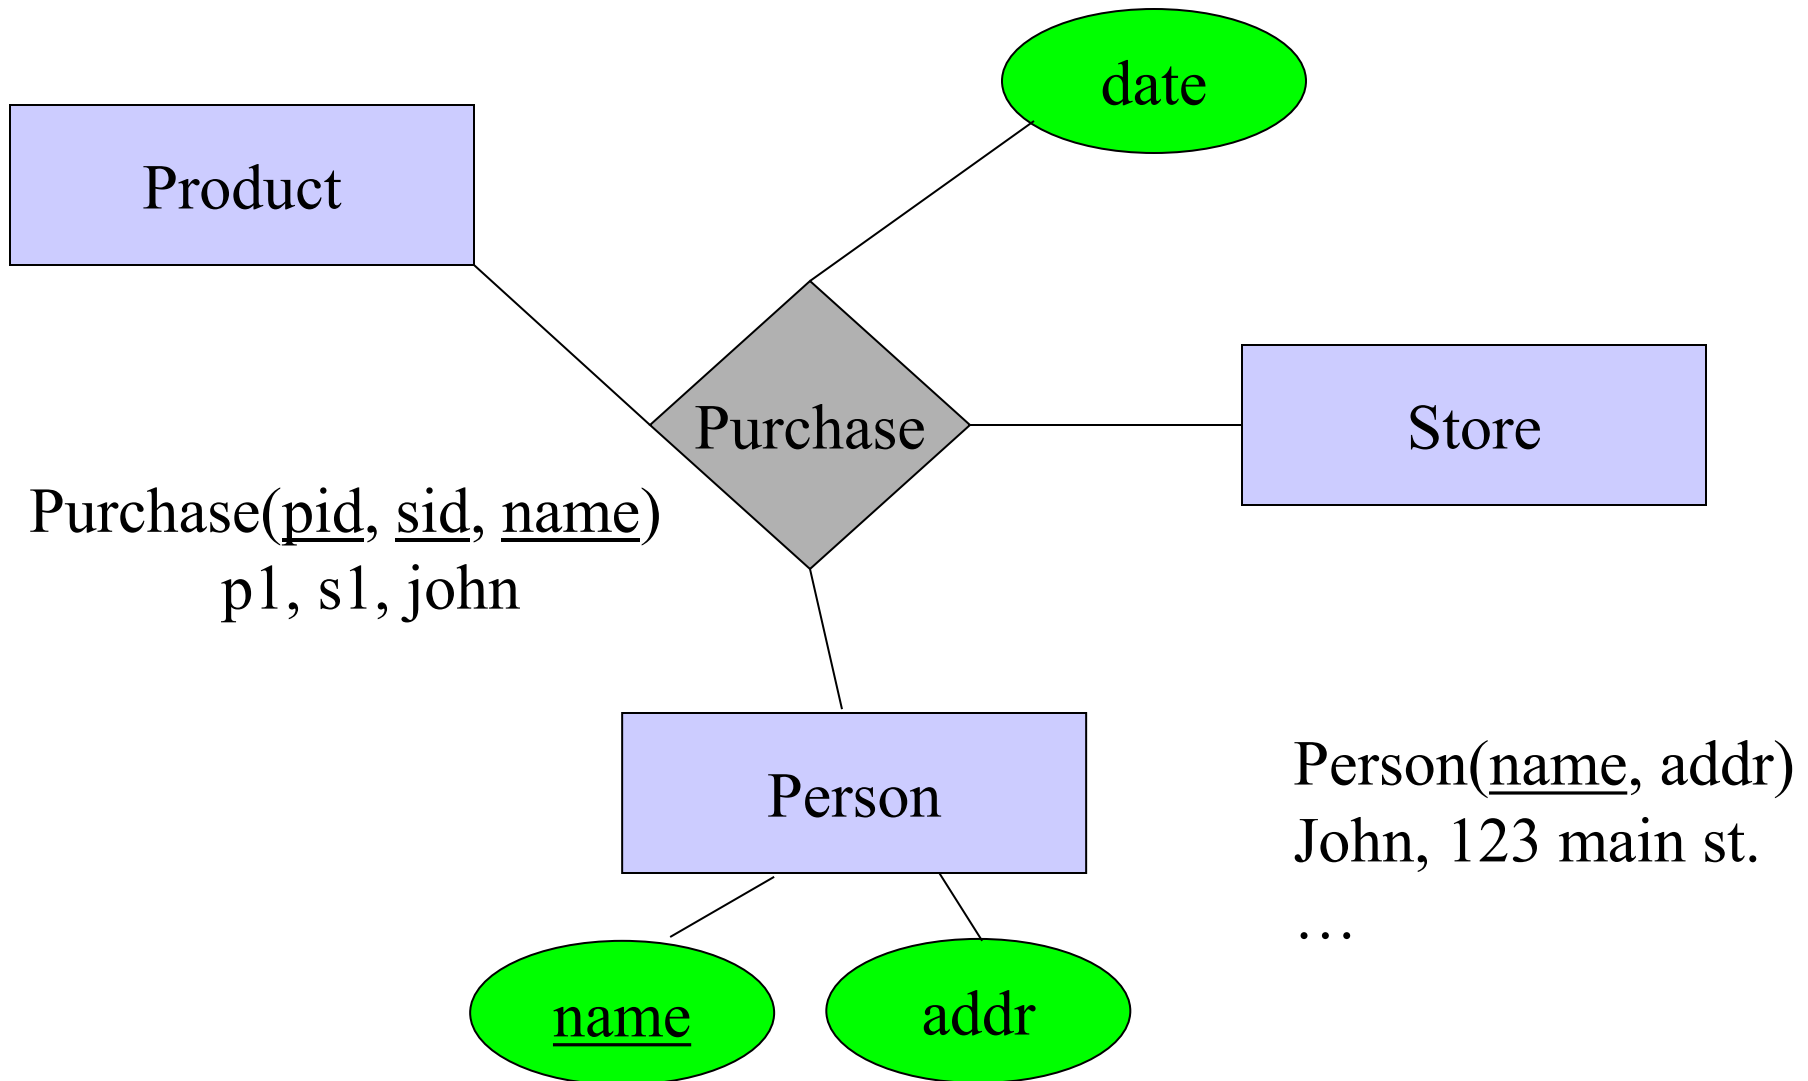 date
Product
Purchase
Store
Purchase(pid, sid, name)
p1, s1, john
Person
Person(name, addr)
John, 123 main st.
…
name
addr